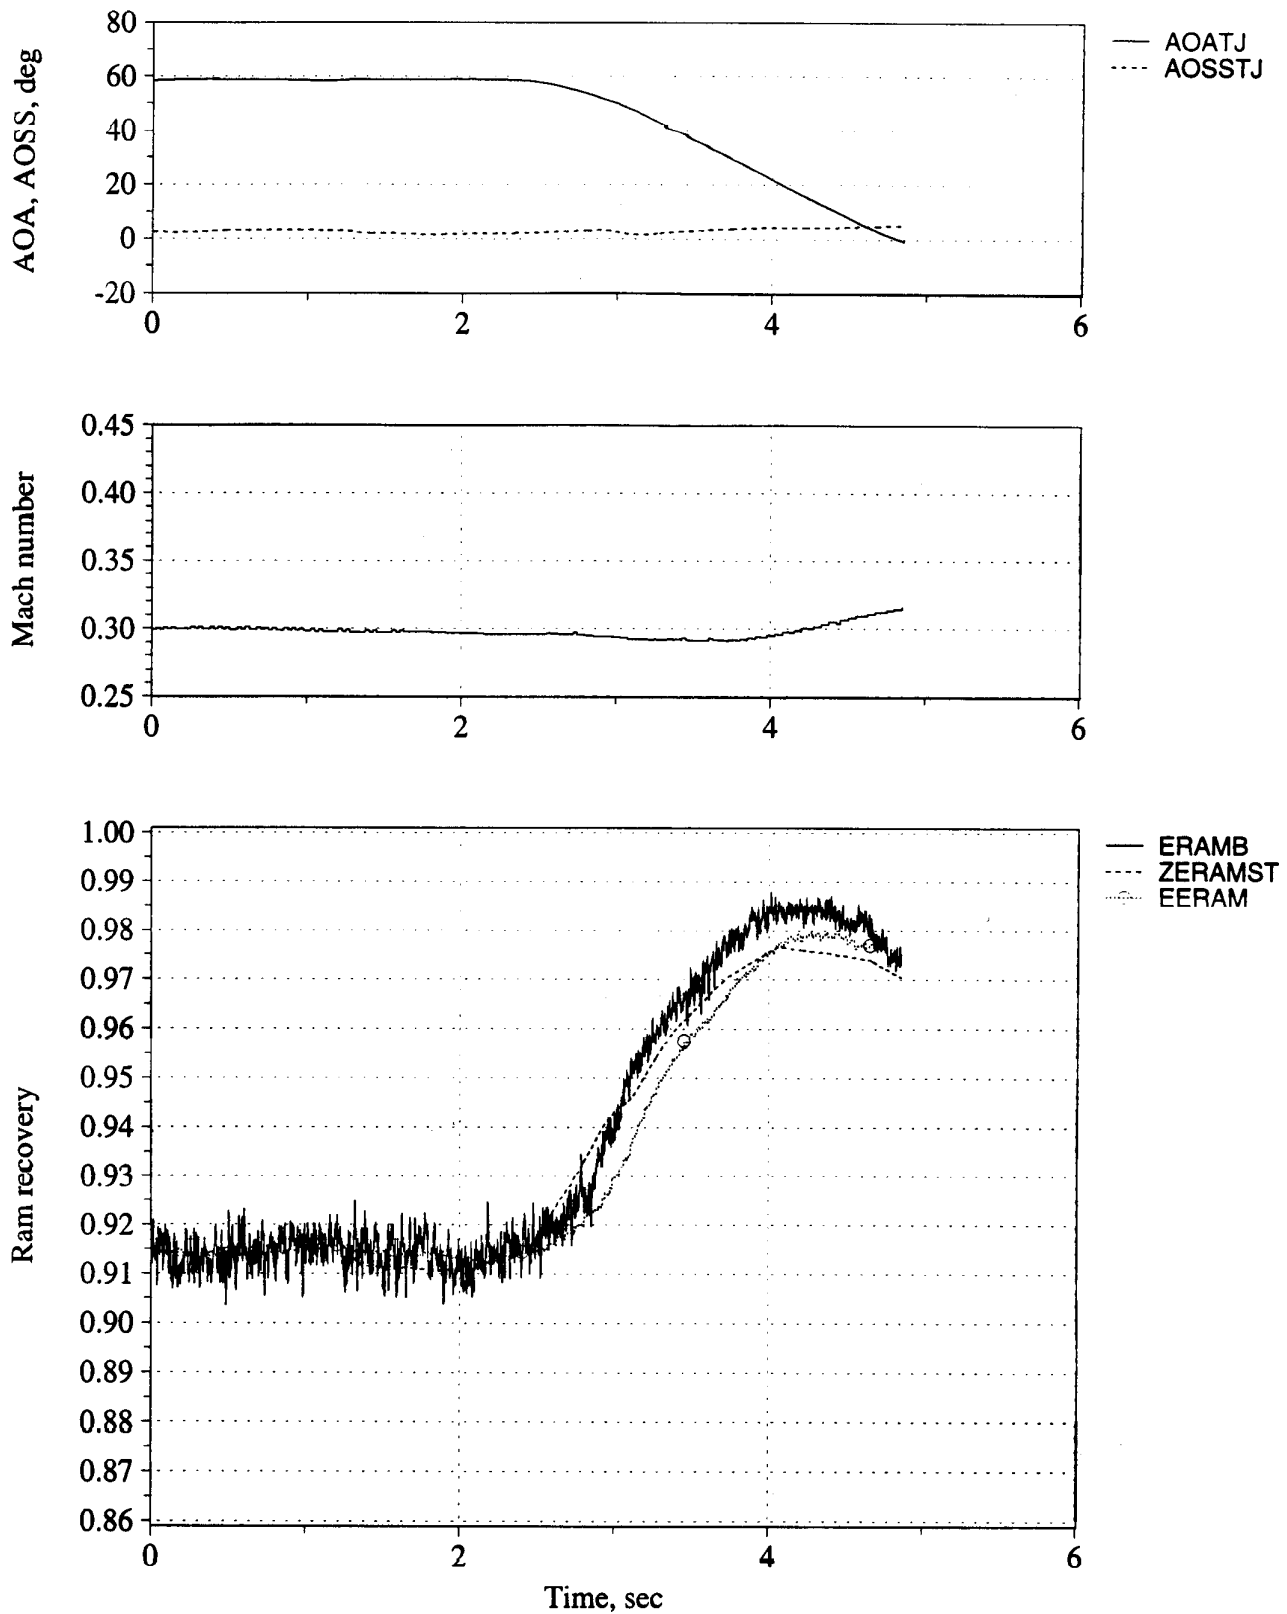 AOA, AOSS, deg
80
60
40
20
0
-20
0 2 4 6
AOATJ
AOSSTJ
Mach number
0.45
0.40
0.35
0.30
0.25
0 2 4 6
Ram recovery
1.00
0.99
0.98
0.97
0.96
0.95
0.94
0.93
0.92
0.91
0.90
0.89
0.88
0.87
0.86
0 2 4 6
Time, sec
ERAMB
ZERAMST
EERAM